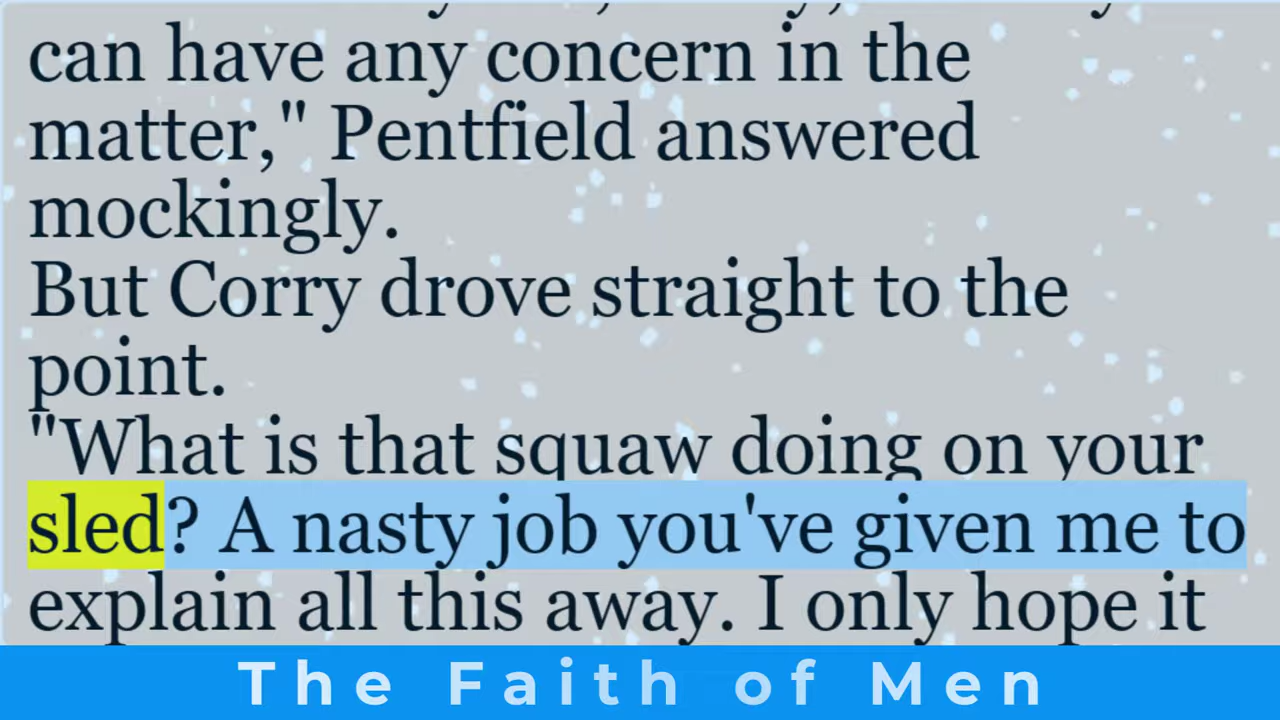 can have any concern in the
matter," Pentfield answered
mockingly.
But Corry drove straight to the
point.
"What is that squaw doing on your
sled? A nasty job you've given me to
explain all this away. I only hope it
The Faith of Men